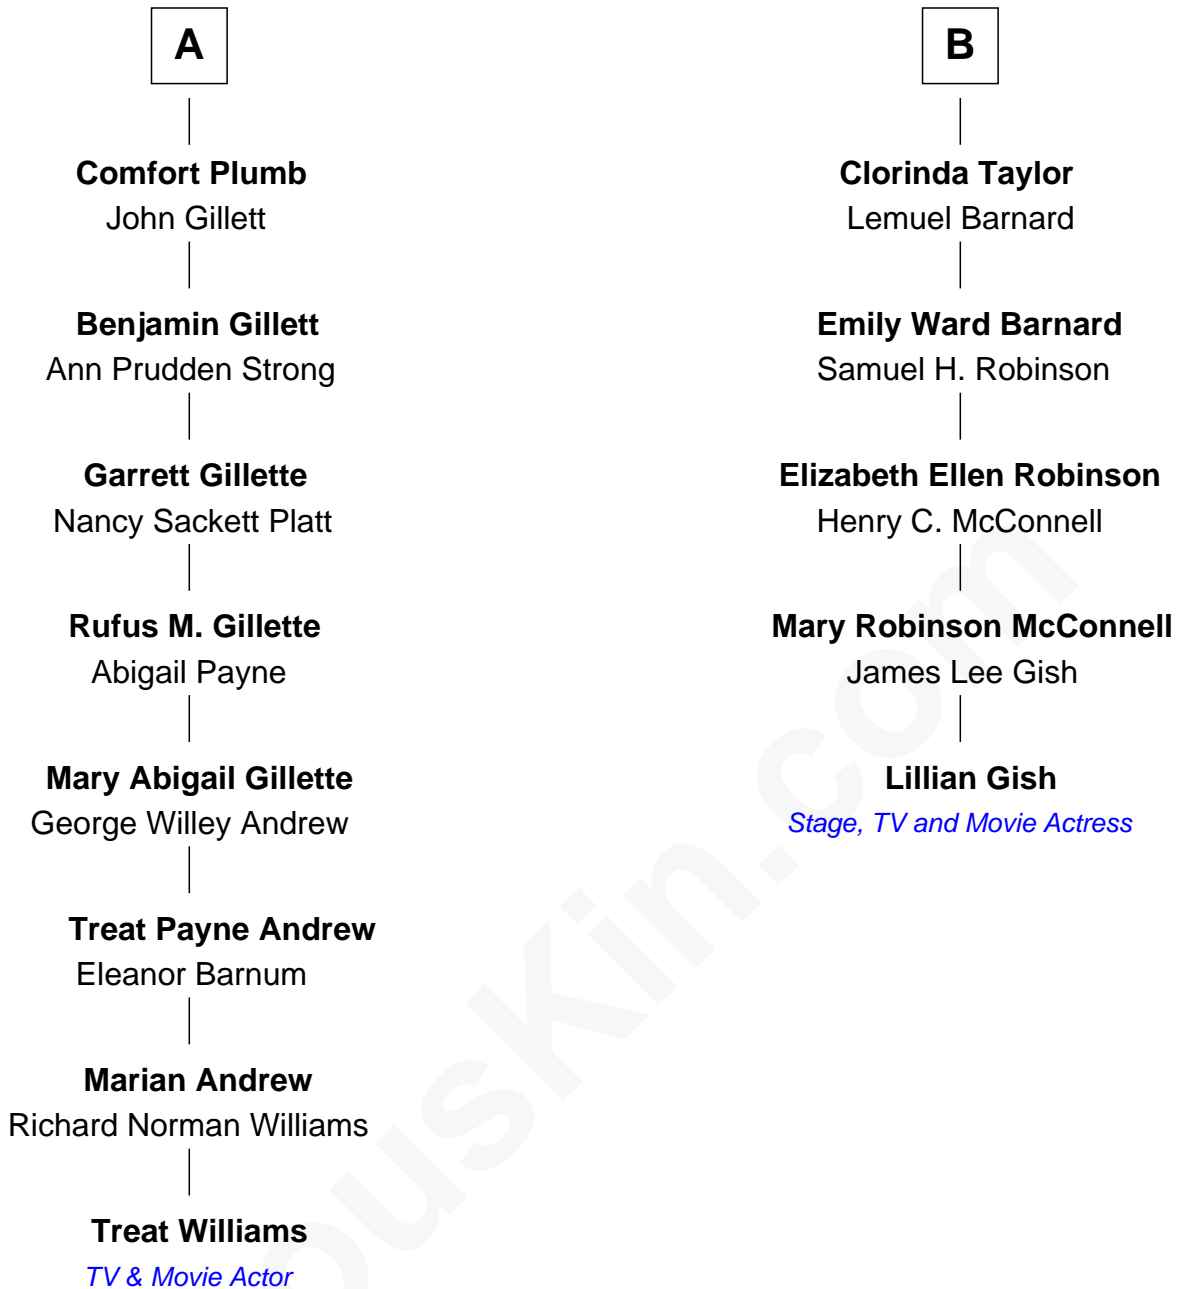 A
Comfort Plumb
John Gillett
Benjamin Gillett
Ann Prudden Strong
Garrett Gillette
Nancy Sackett Platt
Rufus M. Gillette
Abigail Payne
Mary Abigail Gillette
George Willey Andrew
Treat Payne Andrew
Eleanor Barnum
Marian Andrew
Richard Norman Williams
Treat Williams
TV & Movie Actor
B
Clorinda Taylor
Lemuel Barnard
Emily Ward Barnard
Samuel H. Robinson
Elizabeth Ellen Robinson
Henry C. McConnell
Mary Robinson McConnell
James Lee Gish
Lillian Gish
Stage, TV and Movie Actress
ousKin.com